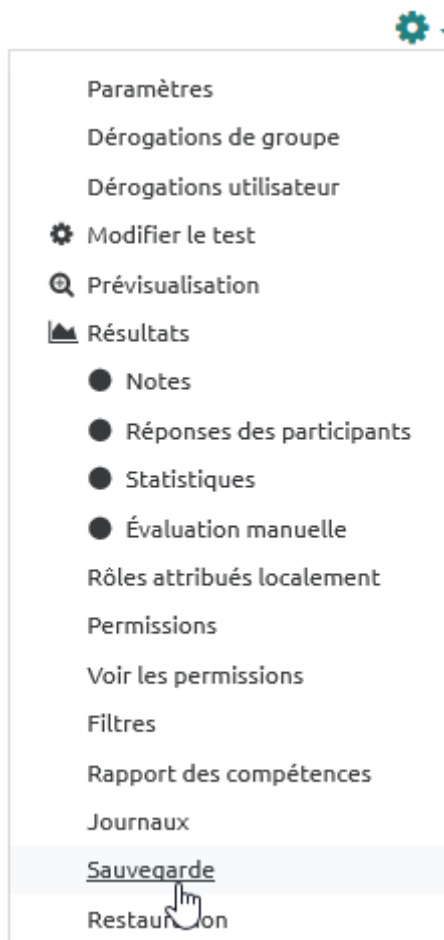 Paramètres
Dérogations de groupe
Dérogations utilisateur
Modifier le test
Prévisualisation
Résultats
Notes
Réponses des participants
Statistiques
Évaluation manuelle
Rôles attribués localement
Permissions
Voir les permissions
Filtres
Rapport des compétences
Journaux
Sauvegarde
Restauration